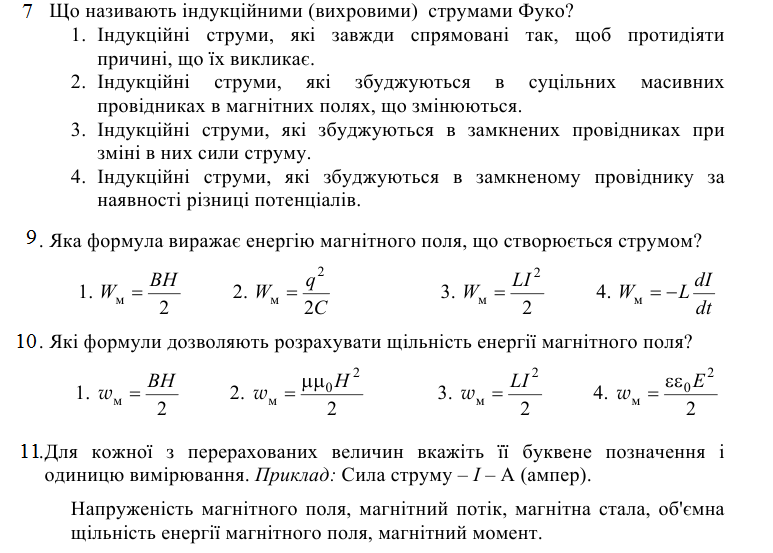 7 Що називають індукційними (вихровими) струмами Фуко?
1. Індукційні струми, які завжди спрямовані так, щоб протидіяти
причині, що їх викликає.
2. Індукційні струми, які збуджуються в суцільних масивних
провідниках в магнітних полях, що змінюються.
3. Індукційні струми, які збуджуються в замкнених провідниках при
зміні в них сили струму.
4. Індукційні струми, які збуджуються в замкненому провіднику за
наявності різниці потенціалів.
9. Яка формула виражає енергію магнітного поля, що створюється струмом?
1. Wм = BH/2 2. Wм = q²/2C 3. Wм = LI²/2 4. Wм = −L dI/dt
10. Які формули дозволяють розрахувати щільність енергії магнітного поля?
1. wм = BH/2 2. wм = μμ₀H²/2 3. wм = LI²/2 4. wм = εε₀E²/2
11.Для кожної з перерахованих величин вкажіть її буквене позначення і
одиницю вимірювання. Приклад: Сила струму – I – А (ампер).
Напруженість магнітного поля, магнітний потік, магнітна стала, об'ємна
щільність енергії магнітного поля, магнітний момент.